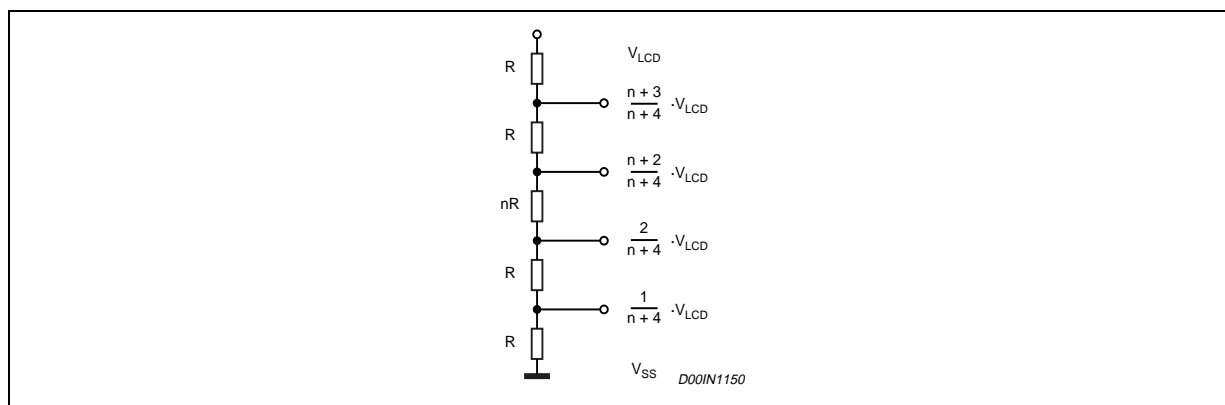 V_LCD
R
n + 3
n + 4 ·V_LCD
R
n + 2
n + 4 ·V_LCD
nR
2
n + 4 ·V_LCD
R
1
n + 4 ·V_LCD
R
V_SS
D00IN1150